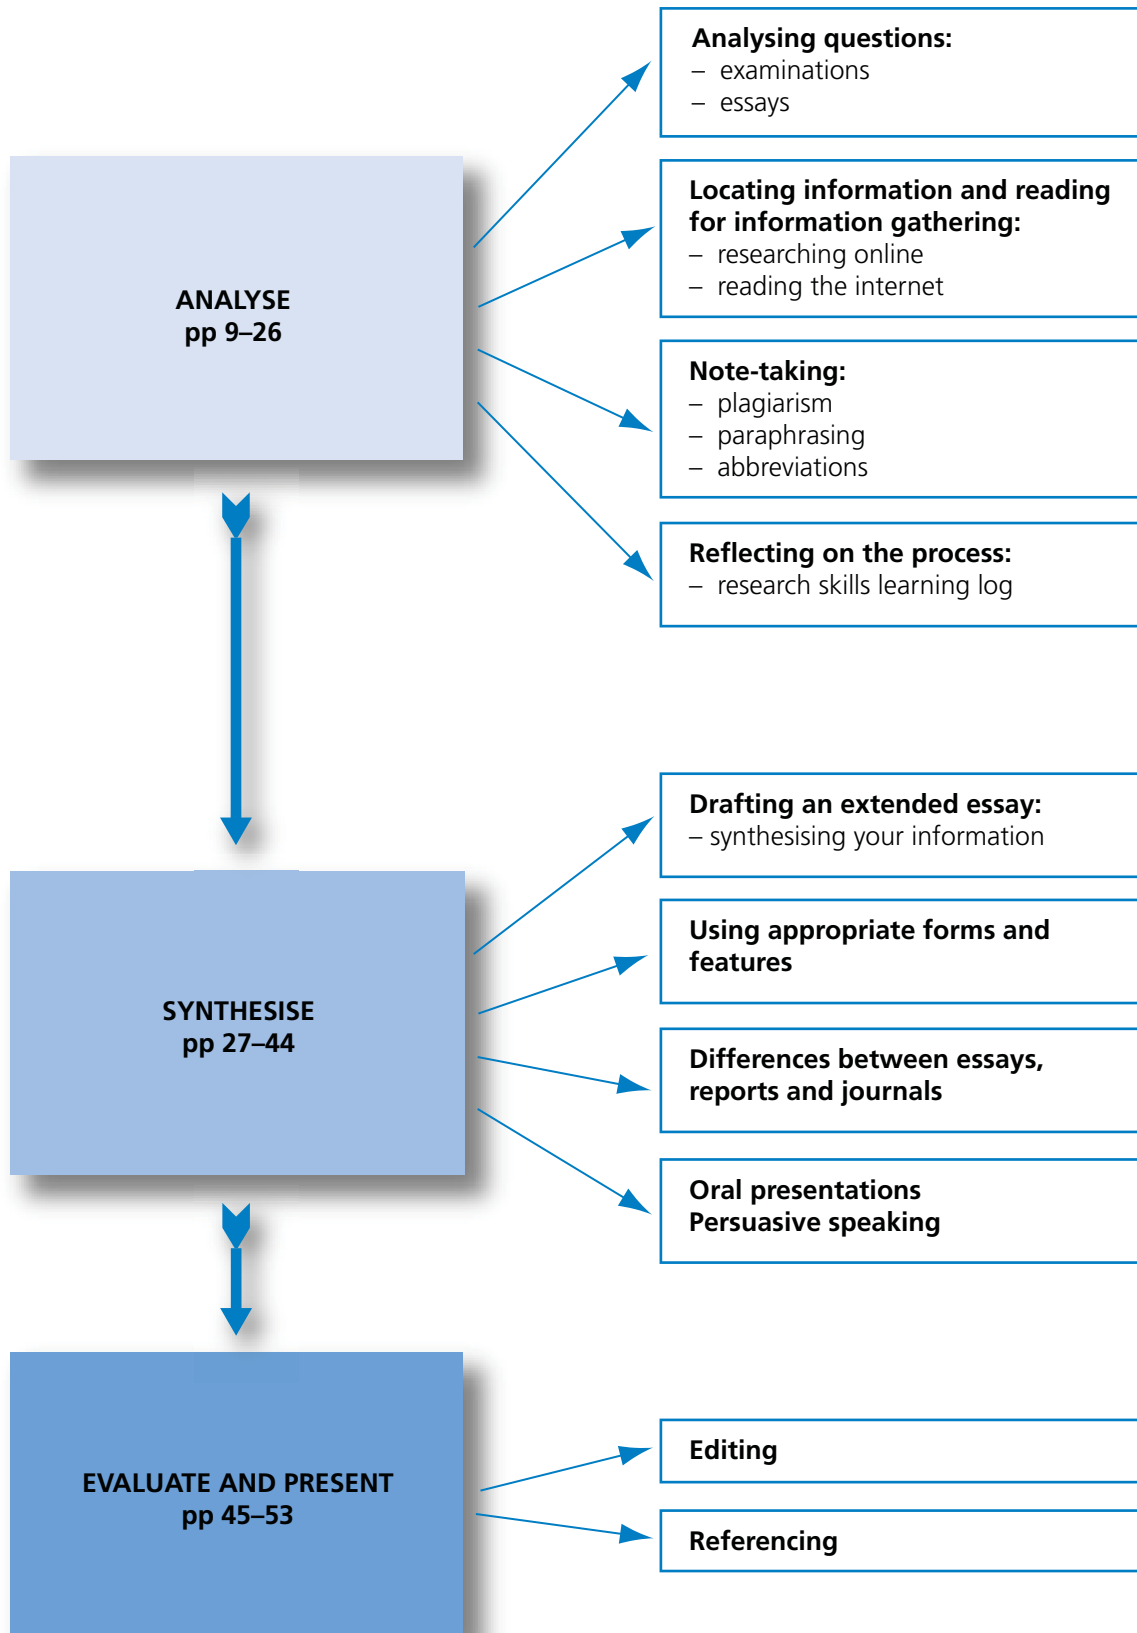 Analysing questions:
– examinations
– essays
Locating information and reading
for information gathering:
– researching online
– reading the internet
ANALYSE
pp 9–26
Note-taking:
– plagiarism
– paraphrasing
– abbreviations
Reflecting on the process:
– research skills learning log
Drafting an extended essay:
– synthesising your information
Using appropriate forms and
features
SYNTHESISE
pp 27–44
Differences between essays,
reports and journals
Oral presentations
Persuasive speaking
EVALUATE AND PRESENT
pp 45–53
Editing
Referencing